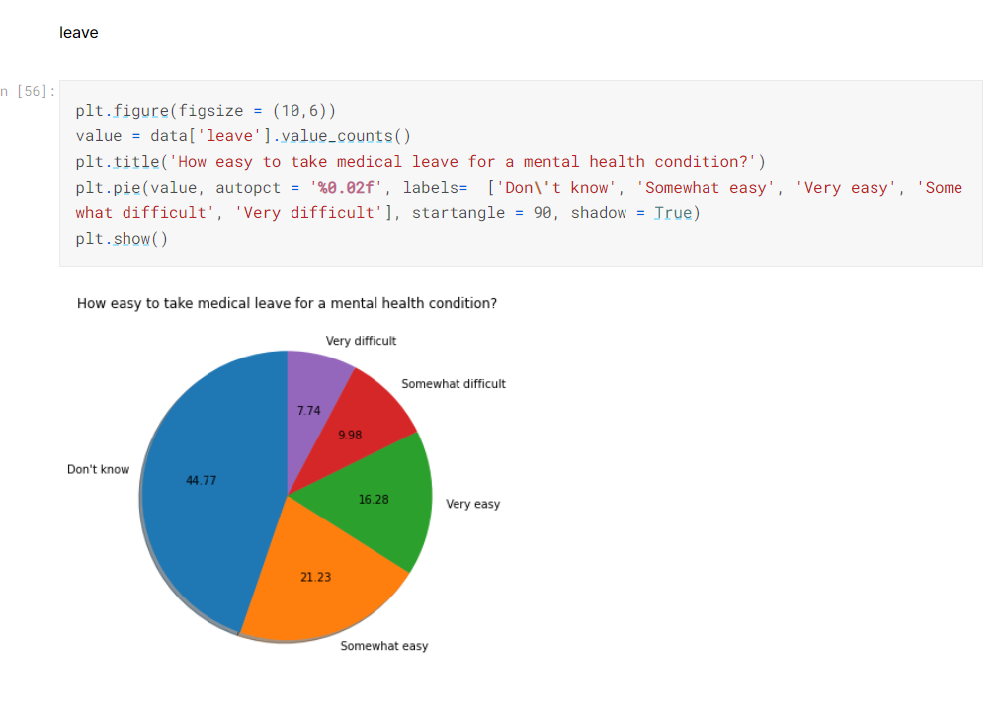 leave
n [56]:
plt.figure(figsize = (10,6))
value = data['leave'].value_counts()
plt.title('How easy to take medical leave for a mental health condition?')
plt.pie(value, autopct = '%0.02f', labels=  ['Don\'t know', 'Somewhat easy', 'Very easy', 'Some
what difficult', 'Very difficult'], startangle = 90, shadow = True)
plt.show()
How easy to take medical leave for a mental health condition?
Very difficult
Somewhat difficult
7.74
9.98
Don't know
44.77
16.28
Very easy
21.23
Somewhat easy